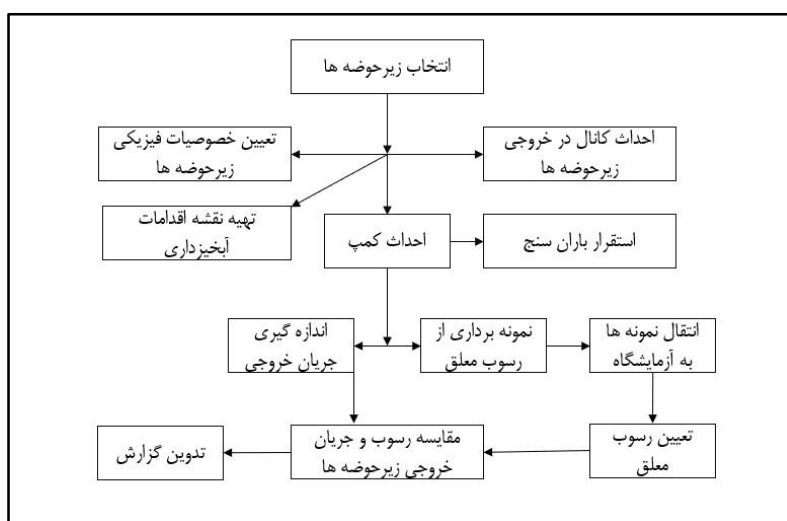 انتخاب زیرحوضه ها
احداث کانال در خروجی
زیرحوضه ها
تعیین خصوصیات فیزیکی
زیرحوضه ها
تهیه نقشه اقدامات
آبخیزداری
احداث کمپ
استقرار باران سنج
انتقال نمونه ها
به آزمایشگاه
نمونه برداری از
رسوب معلق
اندازه گیری
جریان خروجی
تعیین رسوب
معلق
مقایسه رسوب و جریان
خروجی زیرحوضه ها
تدوین گزارش